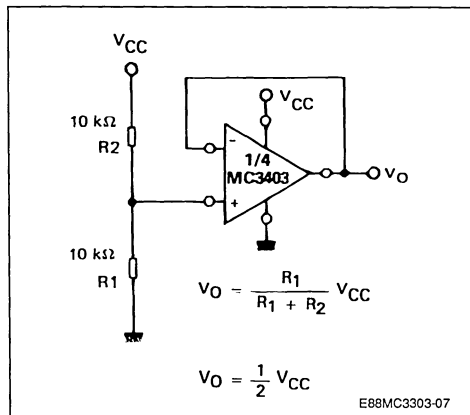 VCC
VCC
10 kΩ
R2
−
1/4
MC3403
+
VO
10 kΩ
R1
VO = R1 / (R1 + R2) VCC
VO = 1/2 VCC
E88MC3303-07